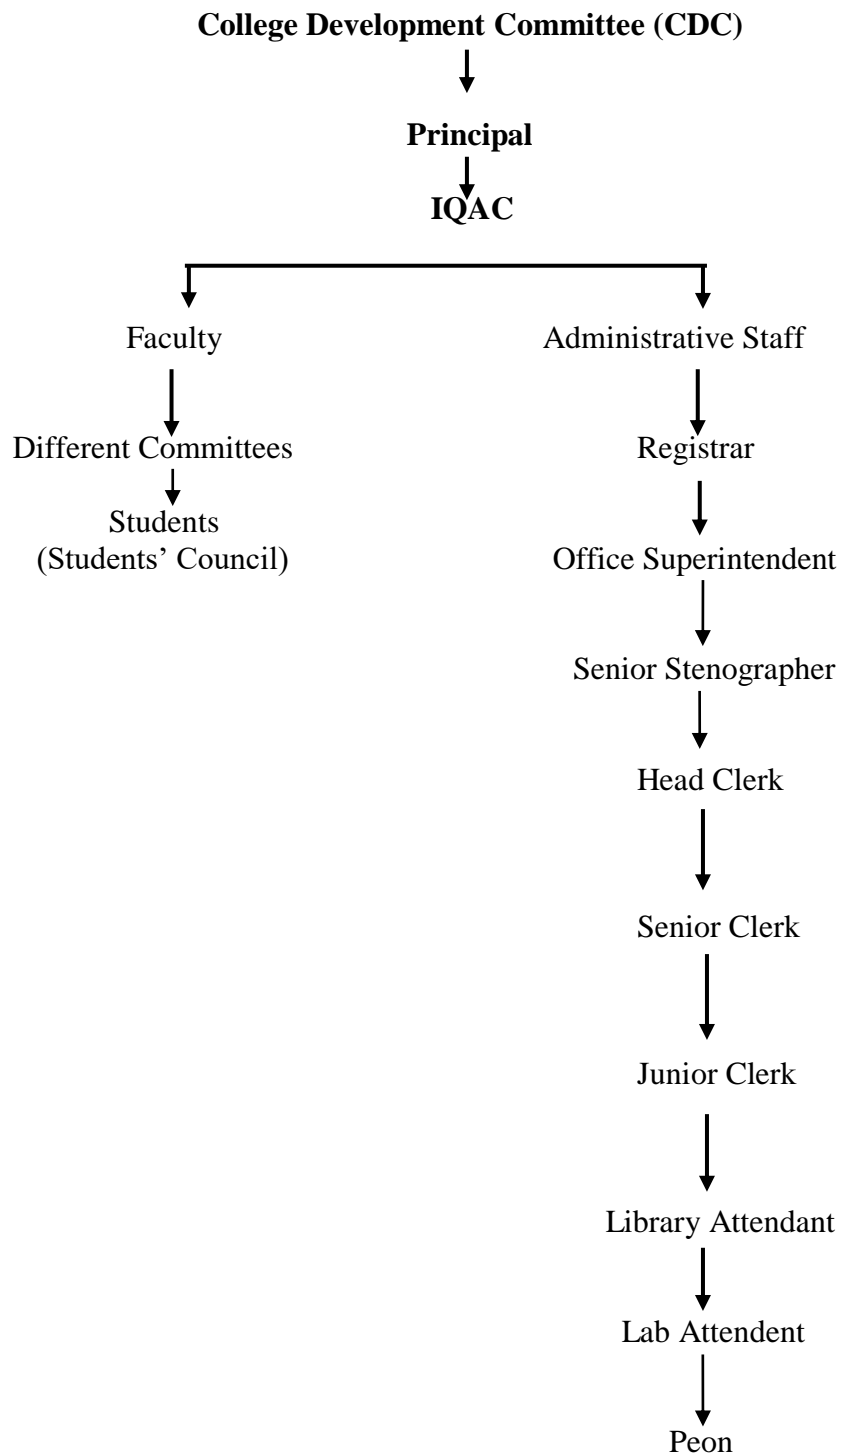 College Development Committee (CDC)
Principal
IQAC
Faculty
Administrative Staff
Different Committees
Registrar
Students
(Students’ Council)
Office Superintendent
Senior Stenographer
Head Clerk
Senior Clerk
Junior Clerk
Library Attendant
Lab Attendent
Peon